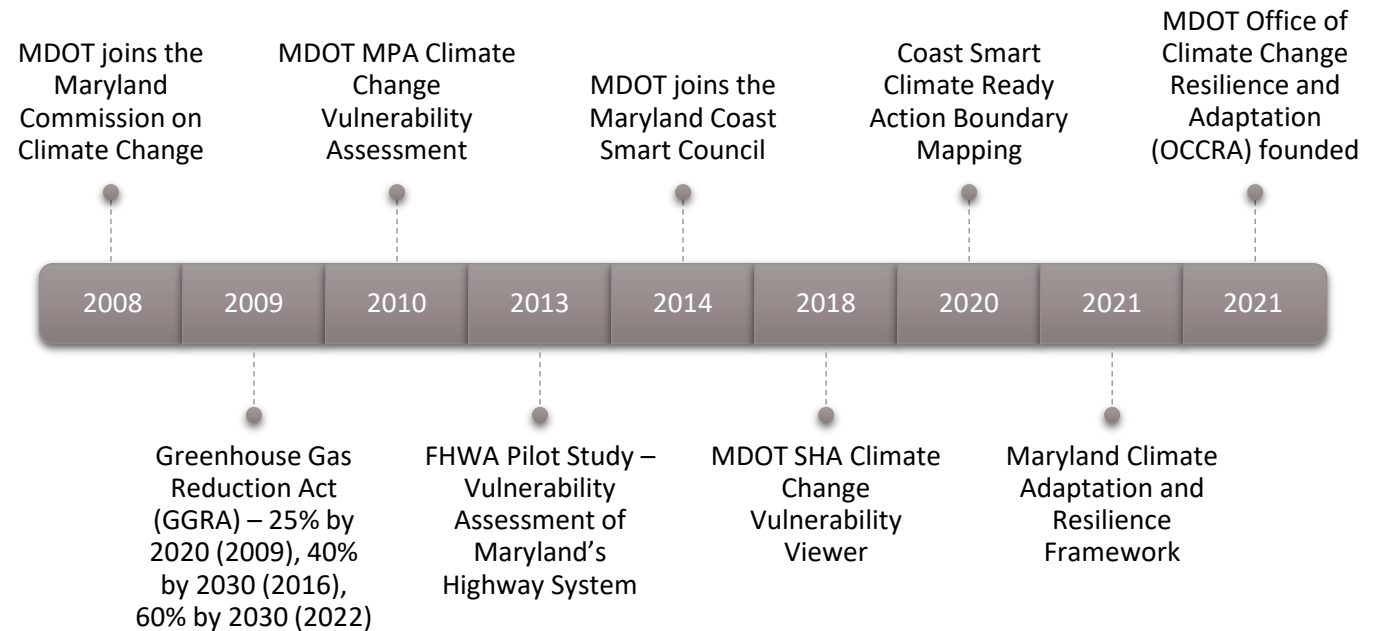 MDOT joins the
Maryland
Commission on
Climate Change
MDOT MPA Climate
Change
Vulnerability
Assessment
MDOT joins the
Maryland Coast
Smart Council
Coast Smart
Climate Ready
Action Boundary
Mapping
MDOT Office of
Climate Change
Resilience and
Adaptation
(OCCRA) founded
2008 2009 2010 2013 2014 2018 2020 2021 2021
Greenhouse Gas
Reduction Act
(GGRA) – 25% by
2020 (2009), 40%
by 2030 (2016),
60% by 2030 (2022)
FHWA Pilot Study –
Vulnerability
Assessment of
Maryland’s
Highway System
MDOT SHA Climate
Change
Vulnerability
Viewer
Maryland Climate
Adaptation and
Resilience
Framework